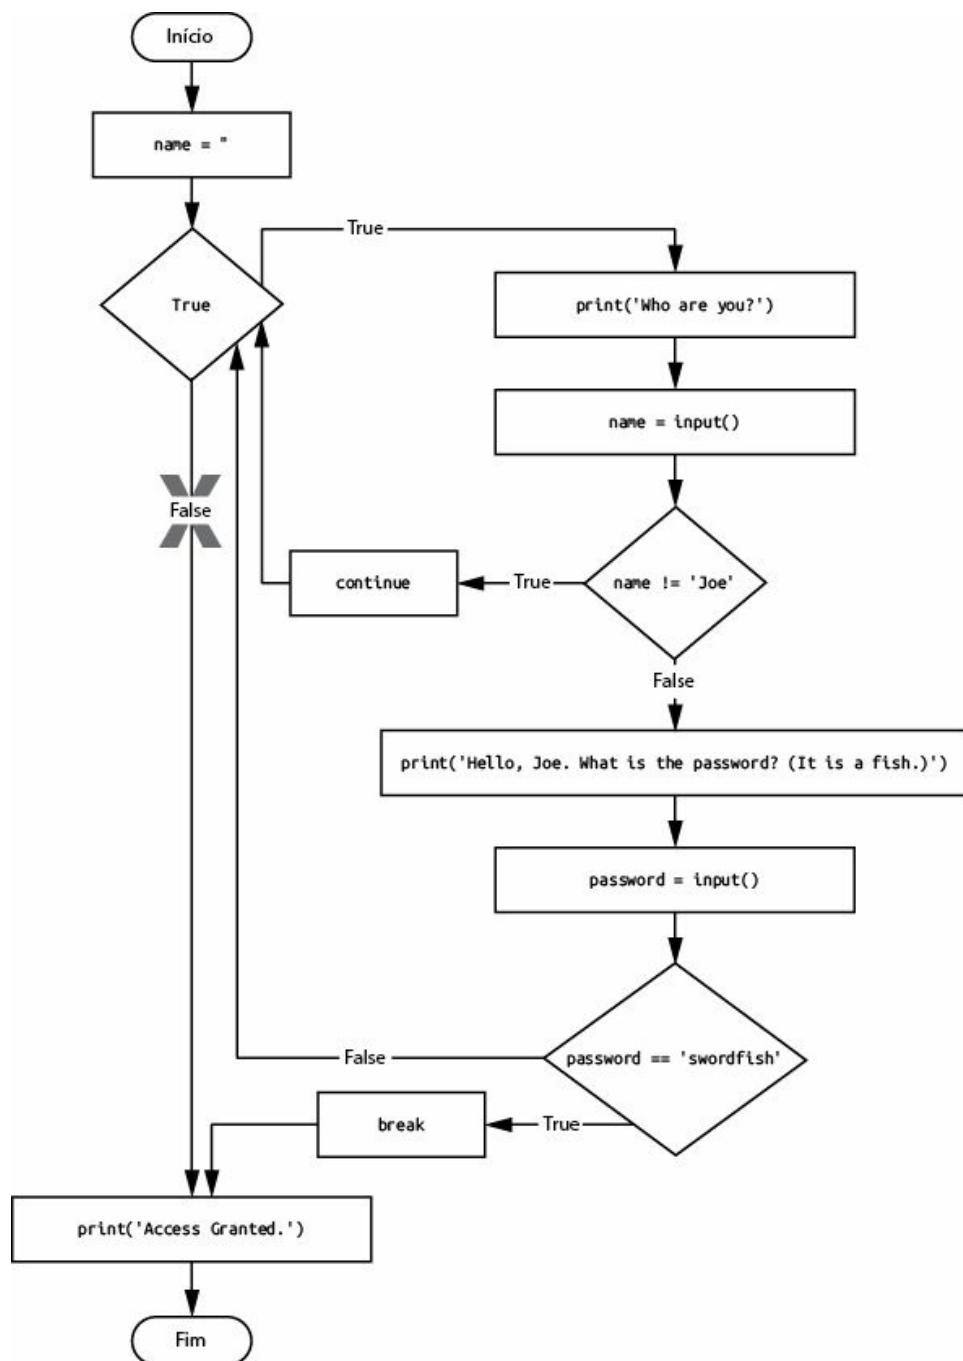 Início
name = "
True
True
print('Who are you?')
name = input()
False
continue
True
name != 'Joe'
False
print('Hello, Joe. What is the password? (It is a fish.)')
password = input()
False
password == 'swordfish'
break
True
print('Access Granted.')
Fim